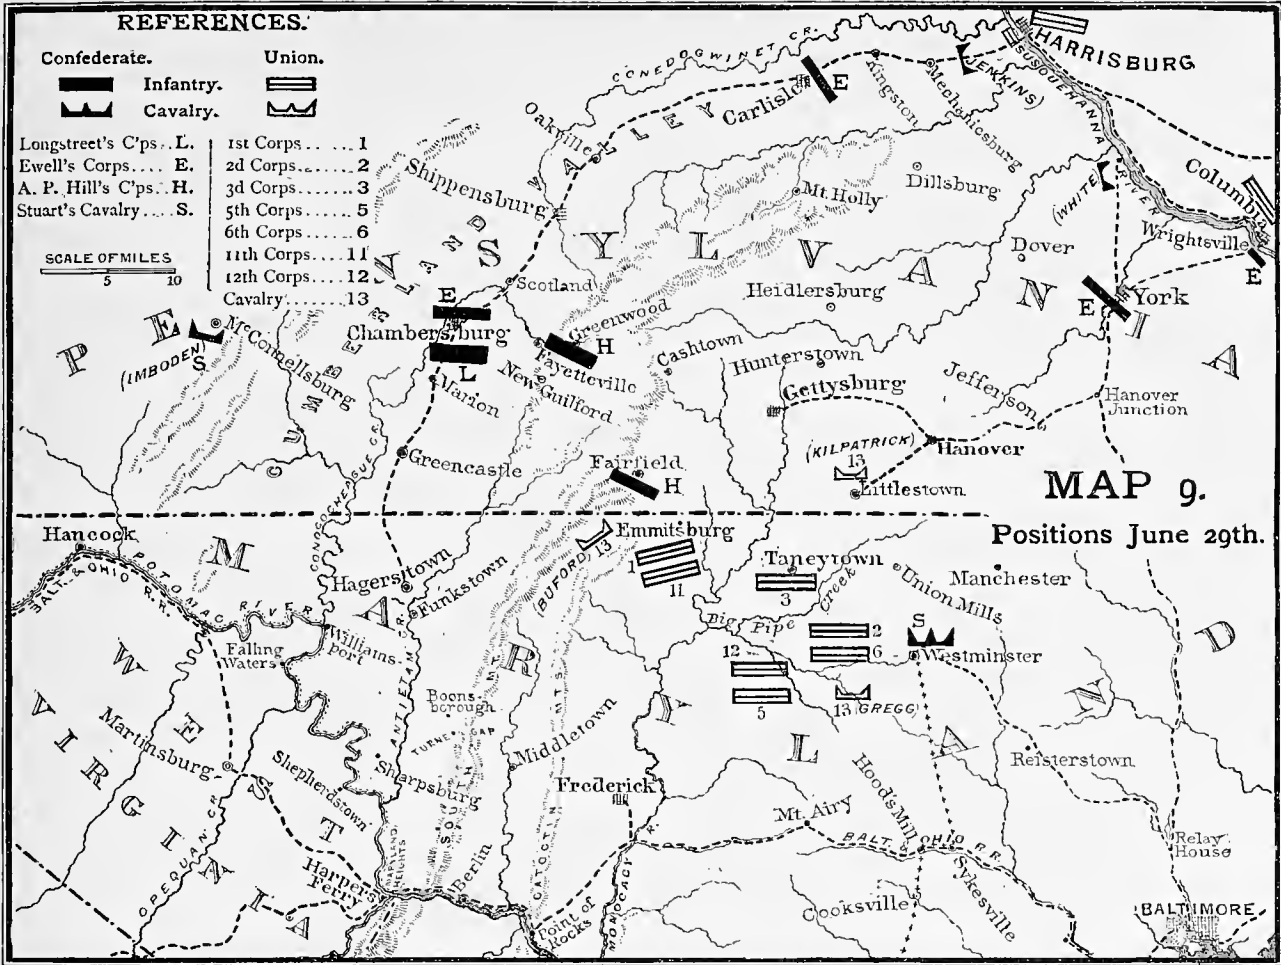 REFERENCES.
Confederate. Union.
Infantry.
Cavalry.
Longstreet's C'ps.. L.
Ewell's Corps.... E.
A. P. Hill's C'ps.. H.
Stuart's Cavalry.... S.
1st Corps......1
2d Corps......2
3d Corps......3
5th Corps......5
6th Corps......6
11th Corps....11
12th Corps....12
Cavalry......13
SCALE OF MILES
5 10
HARRISBURG
SUSQUEHANNA RIVER
(JENKINS)
CONEDOGWINET CR.
Carlisle
E
Kingston
Mechanicsburg
Oakville
VALLEY
Shippensburg
Mt. Holly
Dillsburg
(WHITE)
Columbia
Wrightsville
E
Dover
York
E
PENNSYLVANIA
CUMBERLAND
Scotland
Heidlersburg
E
Chambersburg
L
Greenwood
H
Fayetteville
New Guilford
Cashtown
Hunterstown
Gettysburg
Jefferson
Hanover Junction
McConnellsburg
(IMBODEN)
S
Marion
CONOCOCHEAGUE CR.
Greencastle
Fairfield
H
(KILPATRICK)
13
Hanover
Littlestown
MAP 9.
Positions June 29th.
Hancock
BALT. & OHIO R.R.
POTOMAC RIVER
MARYLAND
Hagerstown
Funkstown
(BUFORD)
13
Emmitsburg
1
11
Taneytown
3
Big Pipe Creek
Union Mills
Manchester
2
6
S
Westminster
12
5
13 (GREGG)
Falling Waters
Williamsport
ANTIETAM CR.
Boonsborough
TURNER GAP
SOUTH MT.
CATOCTIN MTS.
Middletown
Frederick
WEST VIRGINIA
Martinsburg
Shepherdstown
Sharpsburg
OPEQUAN CR.
MARYLAND HEIGHTS
Harpers Ferry
Berlin
Point of Rocks
MONOCACY R.
Mt. Airy
Hood's Mill
BALT. OHIO R.R.
Sykesville
Cooksville
Reisterstown
Relay House
BALTIMORE